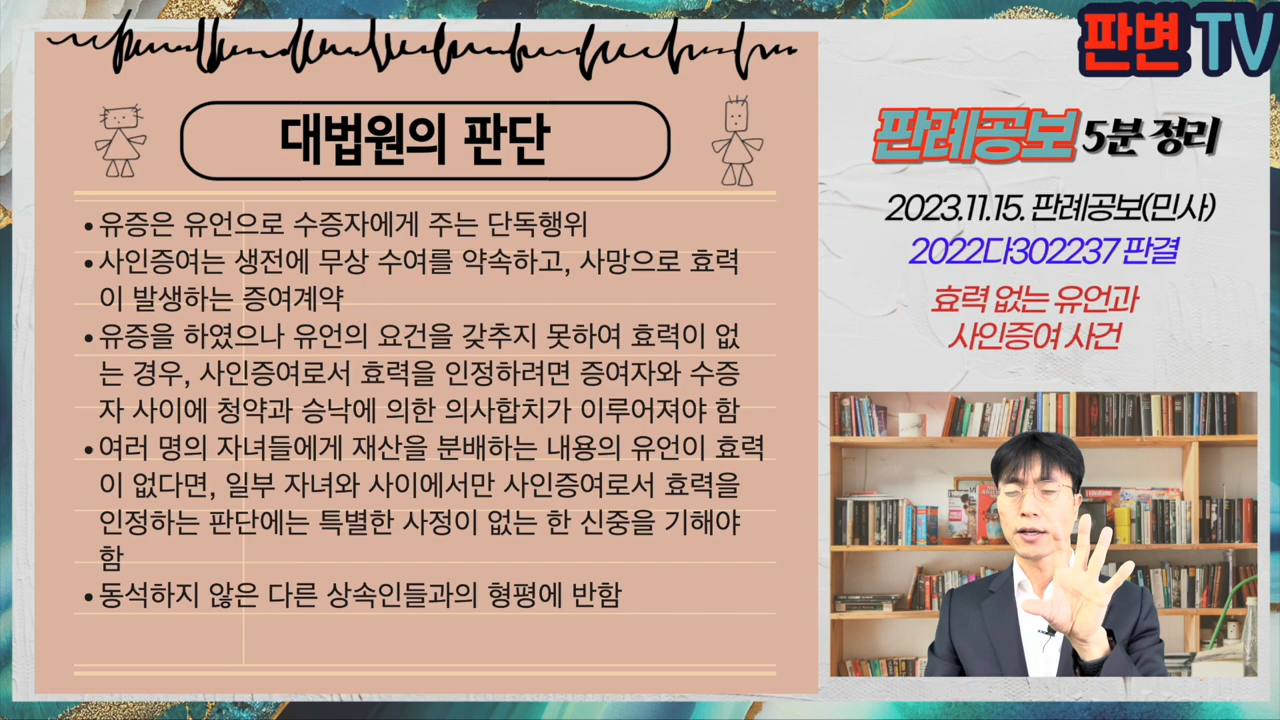 판변 TV
대법원의 판단
• 유증은 유언으로 수증자에게 주는 단독행위
• 사인증여는 생전에 무상 수여를 약속하고, 사망으로 효력
이 발생하는 증여계약
• 유증을 하였으나 유언의 요건을 갖추지 못하여 효력이 없
는 경우, 사인증여로서 효력을 인정하려면 증여자와 수증
자 사이에 청약과 승낙에 의한 의사합치가 이루어져야 함
• 여러 명의 자녀들에게 재산을 분배하는 내용의 유언이 효력
이 없다면, 일부 자녀와 사이에서만 사인증여로서 효력을
인정하는 판단에는 특별한 사정이 없는 한 신중을 기해야
함
• 동석하지 않은 다른 상속인들과의 형평에 반함
판례공보 5분 정리
2023.11.15. 판례공보(민사)
2022다302237 판결
효력 없는 유언과
사인증여 사건